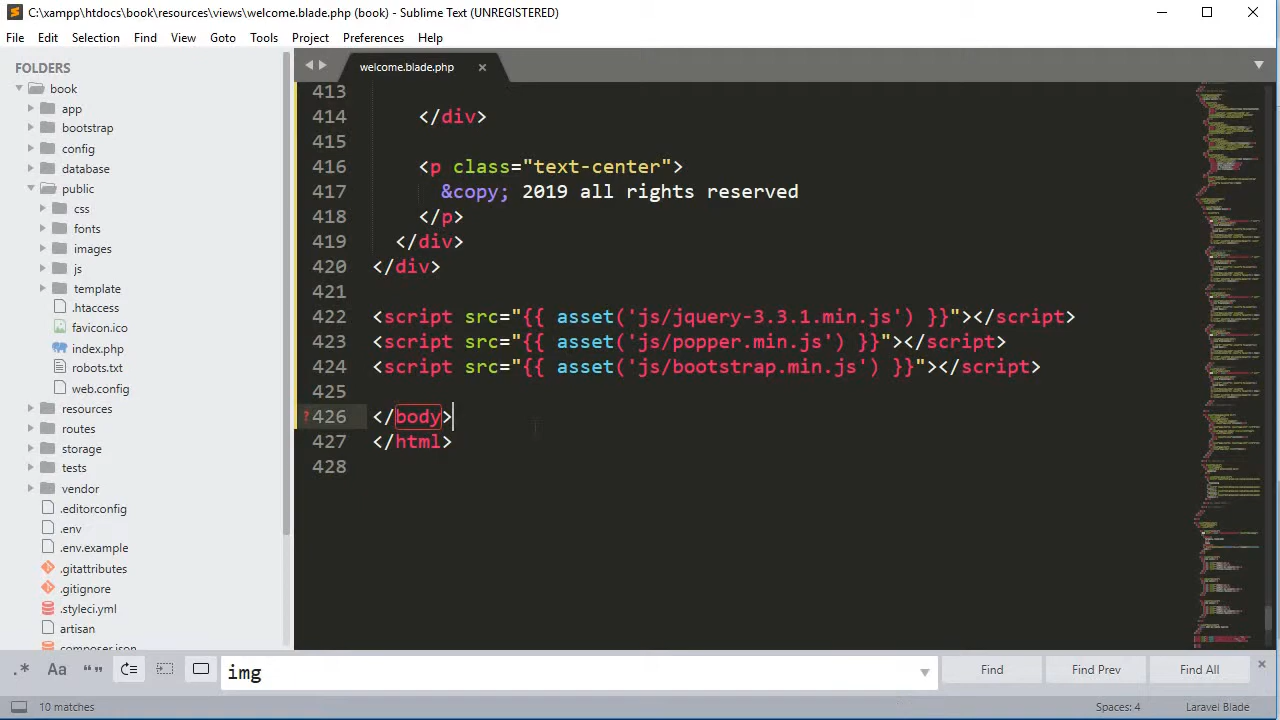 C:\xampp\htdocs\book\resources\views\welcome.blade.php (book) - Sublime Text (UNREGISTERED)
File Edit Selection Find View Goto Tools Project Preferences Help
FOLDERS
book
app
bootstrap
config
database
public
css
fonts
images
js
template
.htaccess
favicon.ico
index.php
robots.txt
web.config
resources
routes
storage
tests
vendor
.editorconfig
.env
.env.example
.gitattributes
.gitignore
.styleci.yml
artisan
composer.json
welcome.blade.php
413
414 </div>
415
416 <p class="text-center">
417 &copy; 2019 all rights reserved
418 </p>
419 </div>
420 </div>
421
422 <script src="{{ asset('js/jquery-3.3.1.min.js') }}"></script>
423 <script src="{{ asset('js/popper.min.js') }}"></script>
424 <script src="{{ asset('js/bootstrap.min.js') }}"></script>
425
? 426 </body>
427 </html>
428
.* Aa “” img Find Find Prev Find All
10 matches Spaces: 4 Laravel Blade